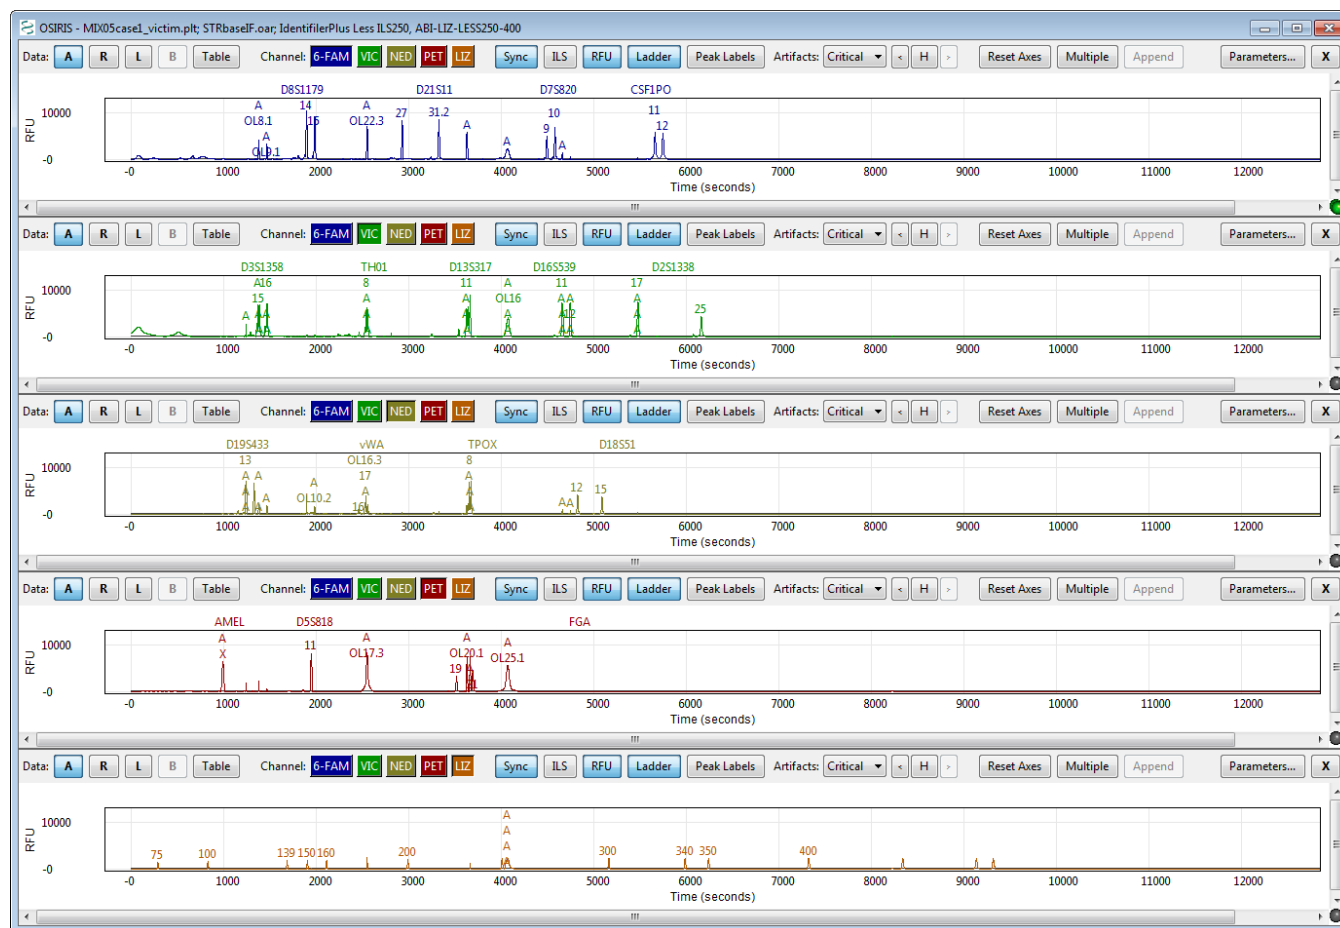 OSIRIS - MIX05case1_victim.plt; STRbaseIF.oar; IdentifilerPlus Less ILS250, ABI-LIZ-LESS250-400
Data: A R L B Table Channel: 6-FAM VIC NED PET LIZ Sync ILS RFU Ladder Peak Labels Artifacts: Critical < H > Reset Axes Multiple Append Parameters... X
D8S1179 D21S11 D7S820 CSF1PO
A 14 A 10 11
10000 OL8.1 15 OL22.3 27 31.2 A 9 12
RFU A A A
OL9.1
-0
-0 1000 2000 3000 4000 5000 6000 7000 8000 9000 10000 11000 12000
Time (seconds)
Data: A R L B Table Channel: 6-FAM VIC NED PET LIZ Sync ILS RFU Ladder Peak Labels Artifacts: Critical < H > Reset Axes Multiple Append Parameters... X
D3S1358 TH01 D13S317 D16S539 D2S1338
A 16 8 11 A 11 17
10000 15 A A OL16 A A A 25
RFU A A A A A A 12
-0
-0 1000 2000 3000 4000 5000 6000 7000 8000 9000 10000 11000 12000
Time (seconds)
Data: A R L B Table Channel: 6-FAM VIC NED PET LIZ Sync ILS RFU Ladder Peak Labels Artifacts: Critical < H > Reset Axes Multiple Append Parameters... X
D19S433 vWA TPOX D18S51
13 OL16.3 8
10000 A A A 17 A 12 15
RFU A A OL10.2 A A A A
16
-0
-0 1000 2000 3000 4000 5000 6000 7000 8000 9000 10000 11000 12000
Time (seconds)
Data: A R L B Table Channel: 6-FAM VIC NED PET LIZ Sync ILS RFU Ladder Peak Labels Artifacts: Critical < H > Reset Axes Multiple Append Parameters... X
AMEL D5S818 FGA
A A A A
10000 X 11 OL17.3 OL20.1 OL25.1
RFU 19
-0
-0 1000 2000 3000 4000 5000 6000 7000 8000 9000 10000 11000 12000
Time (seconds)
Data: A R L B Table Channel: 6-FAM VIC NED PET LIZ Sync ILS RFU Ladder Peak Labels Artifacts: Critical < H > Reset Axes Multiple Append Parameters... X
10000 A
A
RFU A
75 100 139 150 160 200 A 300 340 350 400
-0
-0 1000 2000 3000 4000 5000 6000 7000 8000 9000 10000 11000 12000
Time (seconds)